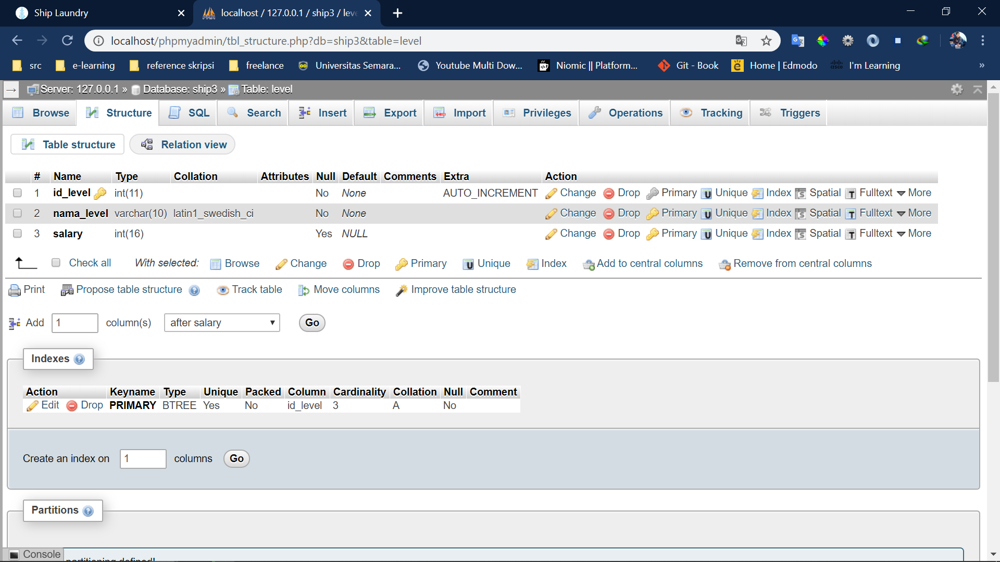 Ship Laundry
localhost / 127.0.0.1 / ship3 / leve
localhost/phpmyadmin/tbl_structure.php?db=ship3&table=level
src e-learning reference skripsi freelance Universitas Semara... Youtube Multi Dow... Niomic || Platform... Git - Book Home | Edmodo I'm Learning »
Server: 127.0.0.1 » Database: ship3 » Table: level
Browse Structure SQL Search Insert Export Import Privileges Operations Tracking Triggers
Table structure Relation view
# Name Type Collation Attributes Null Default Comments Extra Action
1 id_level int(11) No None AUTO_INCREMENT Change Drop Primary Unique Index Spatial Fulltext More
2 nama_level varchar(10) latin1_swedish_ci No None Change Drop Primary Unique Index Spatial Fulltext More
3 salary int(16) Yes NULL Change Drop Primary Unique Index Spatial Fulltext More
Check all With selected: Browse Change Drop Primary Unique Index Add to central columns Remove from central columns
Print Propose table structure Track table Move columns Improve table structure
Add 1 column(s) after salary Go
Indexes
Action Keyname Type Unique Packed Column Cardinality Collation Null Comment
Edit Drop PRIMARY BTREE Yes No id_level 3 A No
Create an index on 1 columns Go
Partitions
Console
partitioning defined!